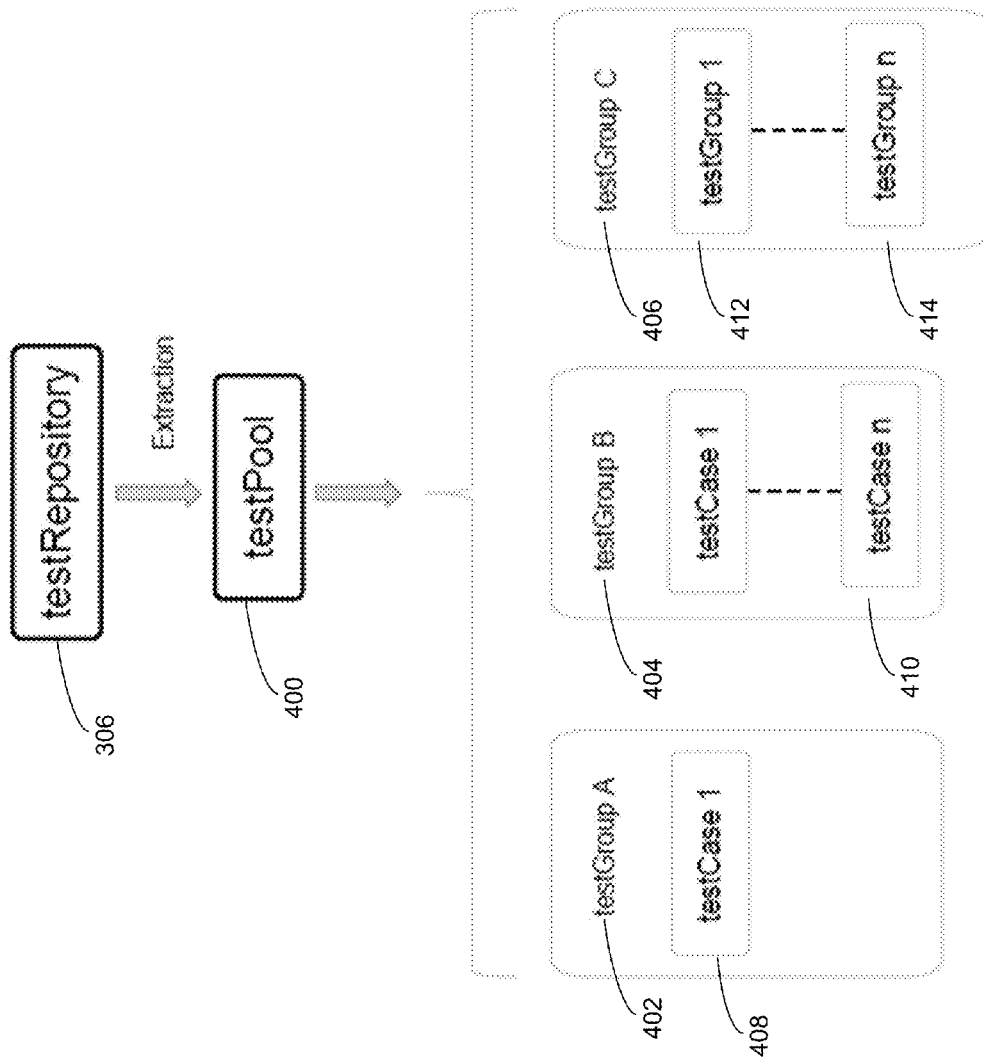 testRepository
306
Extraction
testPool
400
testGroup A
402
testCase 1
408
testGroup B
404
testCase 1
testCase n
410
testGroup C
406
testGroup 1
412
testGroup n
414